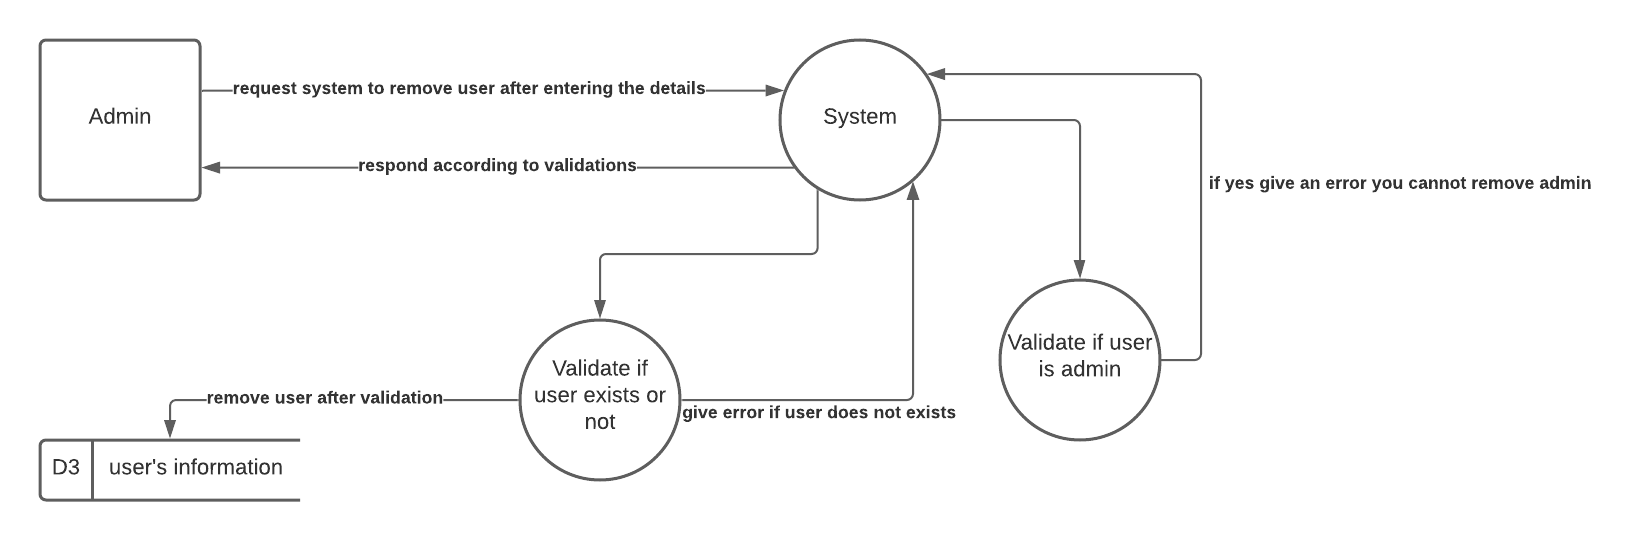 request system to remove user after entering the details
Admin
System
respond according to validations
if yes give an error you cannot remove admin
Validate if user
is admin
Validate if
user exists or
not
remove user after validation
give error if user does not exists
D3
user's information